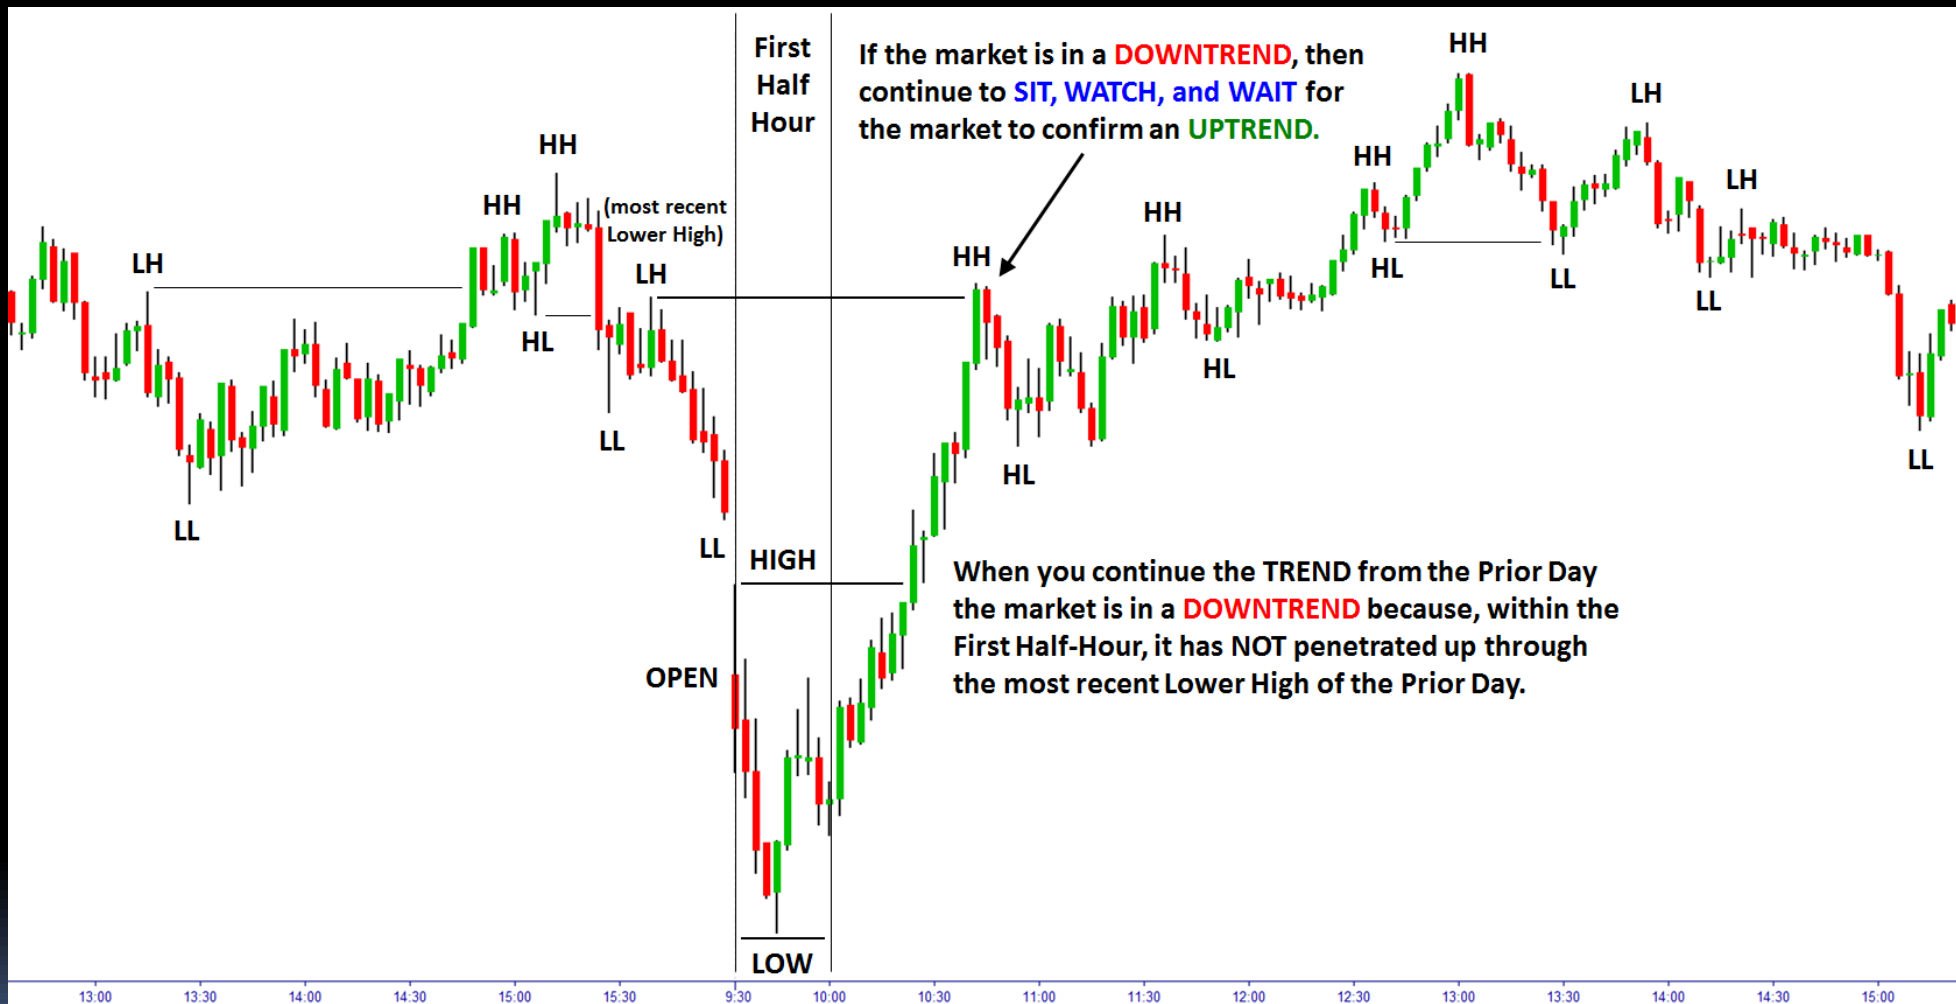 First
Half
Hour
If the market is in a DOWNTREND, then
continue to SIT, WATCH, and WAIT for
the market to confirm an UPTREND.
HH
LH
HH
HH
HH
(most recent
Lower High)
HH
LH
HH
LH
LH
HH
HL
LL
LL
HL
HL
LL
HL
LL
LL
LL
HIGH
When you continue the TREND from the Prior Day
the market is in a DOWNTREND because, within the
First Half-Hour, it has NOT penetrated up through
the most recent Lower High of the Prior Day.
OPEN
LOW
13:00 13:30 14:00 14:30 15:00 15:30 9:30 10:00 10:30 11:00 11:30 12:00 12:30 13:00 13:30 14:00 14:30 15:00